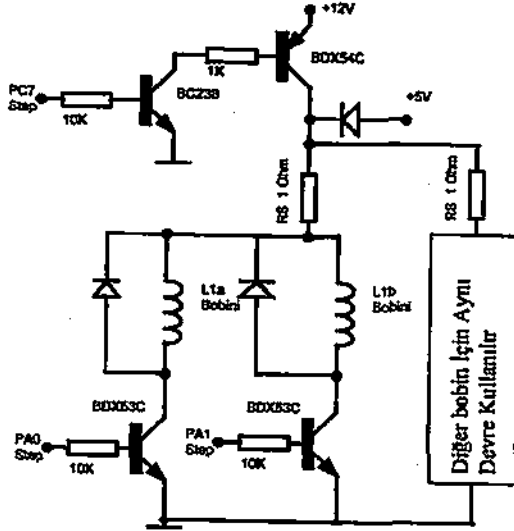 +12V
BDX54C
1K
PC7
Step
BC238
10K
+5V
RS 1 Ohm
RS 1 Ohm
L1a
Bobini
L1b
Bobini
Diğer bobin İçin Aynı
Devre Kullanılır
BDX53C
BDX53C
PA0
Step
10K
PA1
Step
10K